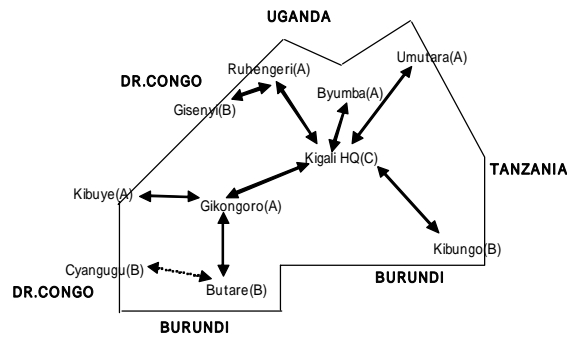 UGANDA
Umutara(A)
Ruhengeri(A)
DR.CONGO
Byumba(A)
Gisenyi(B)
Kigali HQ(C)
TANZANIA
Kibuye(A)
Gikongoro(A)
Kibungo(B)
Cyangugu(B)
BURUNDI
DR.CONGO
Butare(B)
BURUNDI